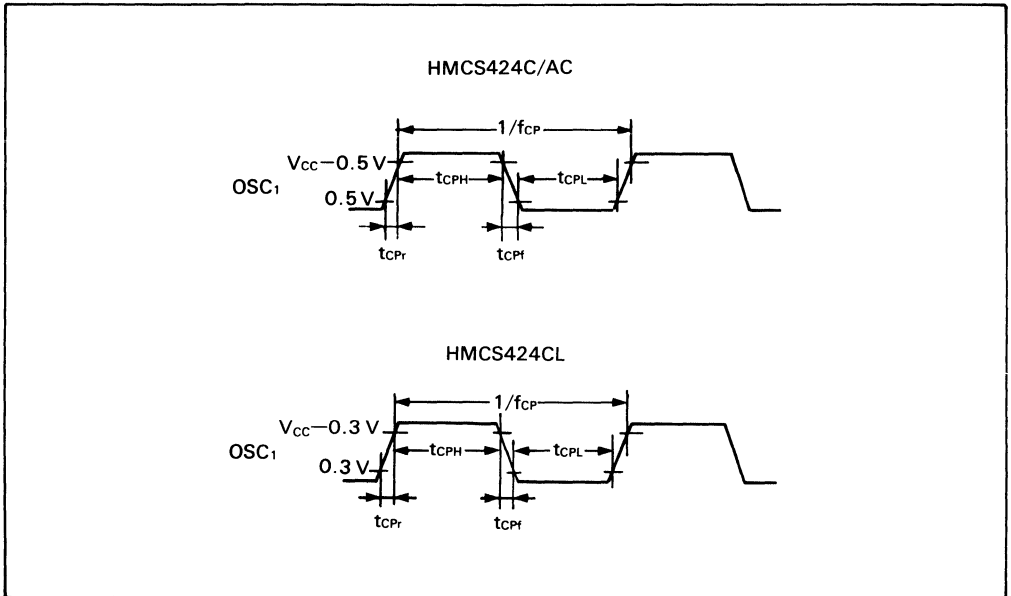 HMCS424C/AC
1/fCP
VCC−0.5 V
tCPH
tCPL
OSC1
0.5 V
tCPr
tCPf
HMCS424CL
1/fCP
VCC−0.3 V
tCPH
tCPL
OSC1
0.3 V
tCPr
tCPf